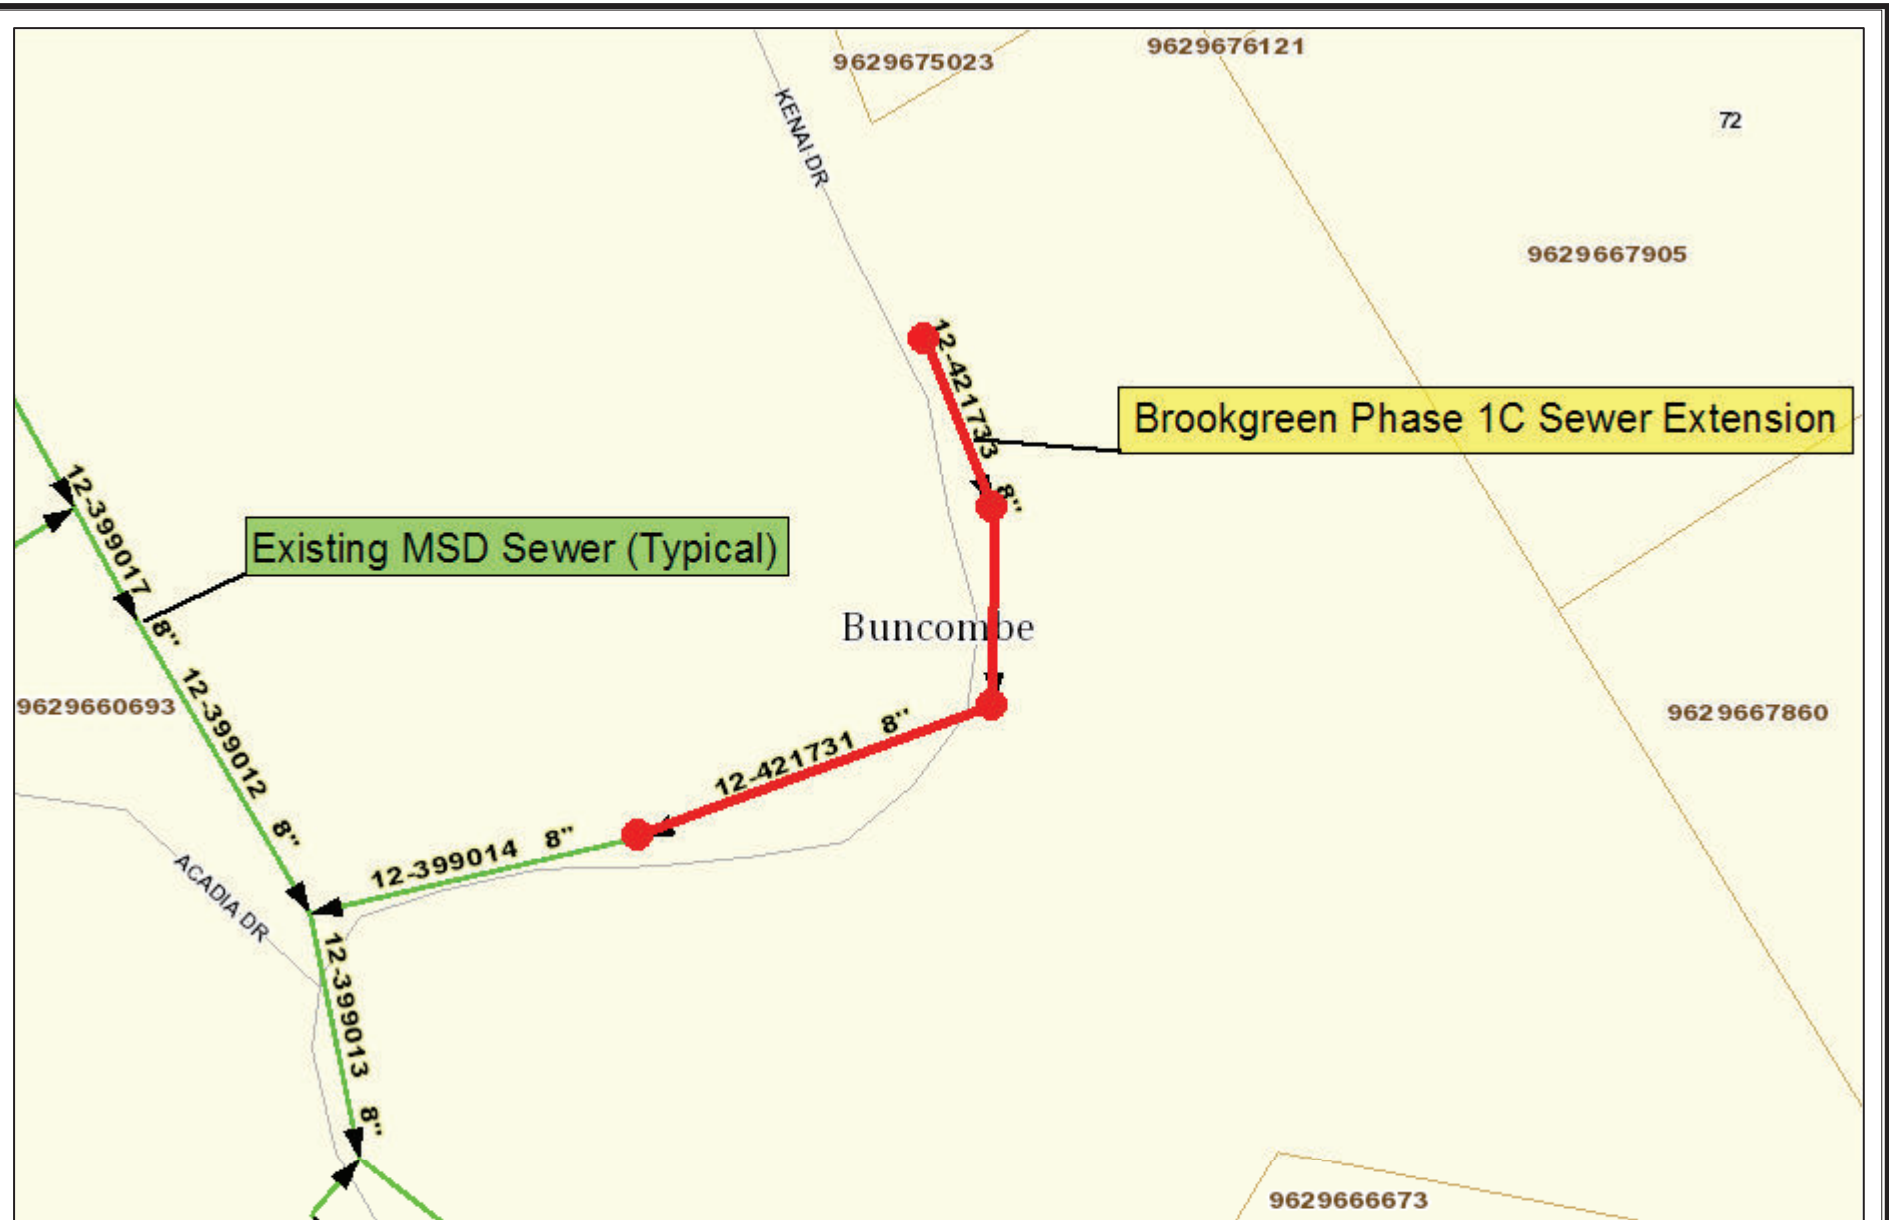 9629675023
9629676121
72
KENAI DR
9629667905
12-421733 8"
Brookgreen Phase 1C Sewer Extension
12-399017 8"
Existing MSD Sewer (Typical)
Buncombe
9629660693
12-399012 8"
9629667860
12-421731 8"
12-399014 8"
ACADIA DR
12-399013 8"
9629666673